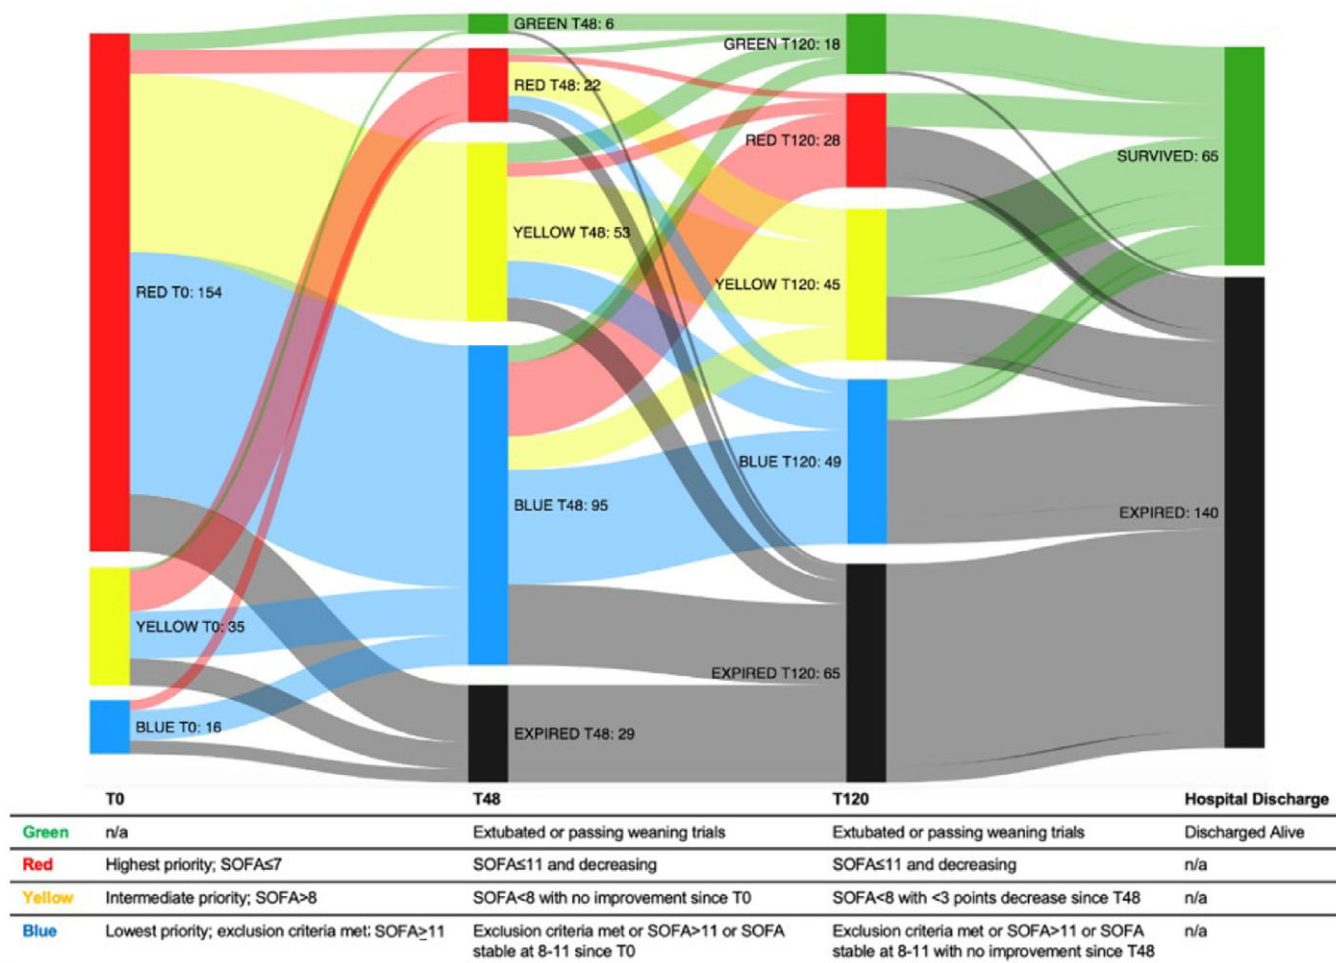 GREEN T48: 6
GREEN T120: 18
RED T48: 22
RED T120: 28
SURVIVED: 65
YELLOW T48: 53
RED T0: 154
YELLOW T120: 45
BLUE T120: 49
BLUE T48: 95
EXPIRED: 140
YELLOW T0: 35
EXPIRED T120: 65
BLUE T0: 16
EXPIRED T48: 29
T0 T48 T120 Hospital Discharge
Green n/a Extubated or passing weaning trials Extubated or passing weaning trials Discharged Alive
Red Highest priority; SOFA≤7 SOFA≤11 and decreasing SOFA≤11 and decreasing n/a
Yellow Intermediate priority; SOFA>8 SOFA<8 with no improvement since T0 SOFA<8 with <3 points decrease since T48 n/a
Blue Lowest priority; exclusion criteria met; SOFA≥11 Exclusion criteria met or SOFA>11 or SOFA Exclusion criteria met or SOFA>11 or SOFA n/a
stable at 8-11 since T0 stable at 8-11 with no improvement since T48